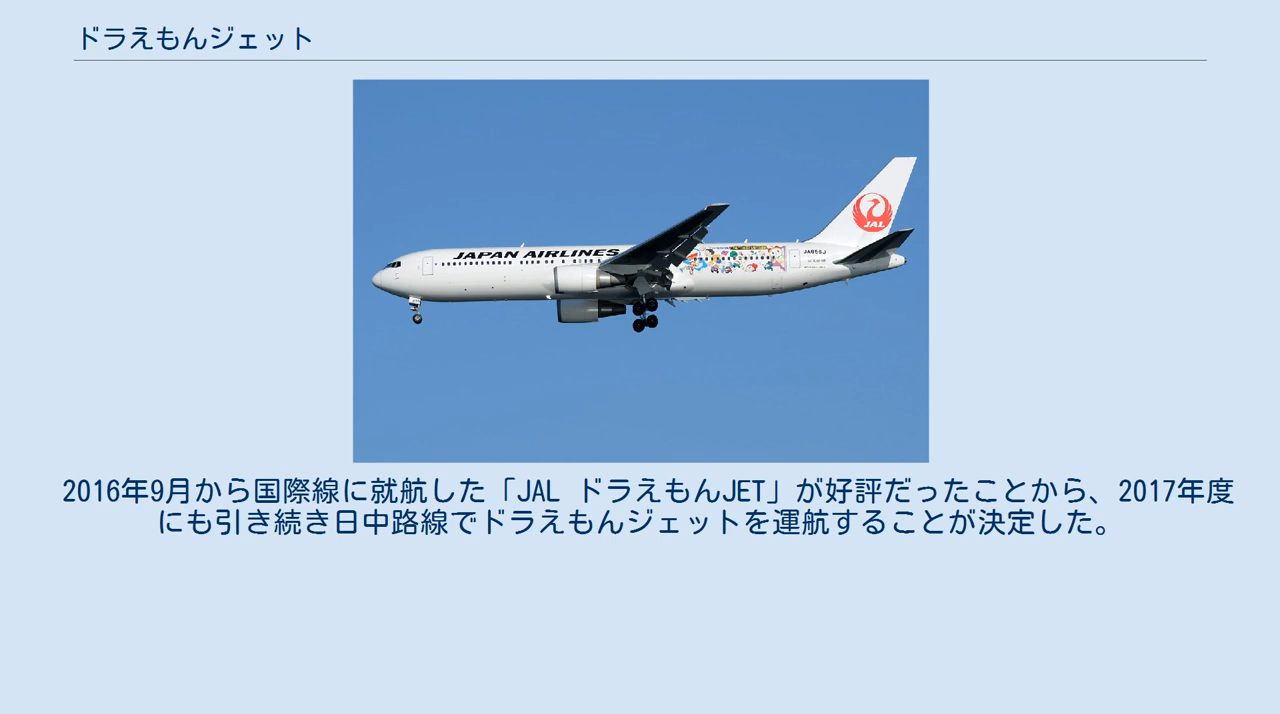 ドラえもんジェット
JAPAN AIRLINES
JAL
JA656J
2016年9月から国際線に就航した「JAL ドラえもんJET」が好評だったことから、2017年度
にも引き続き日中路線でドラえもんジェットを運航することが決定した。